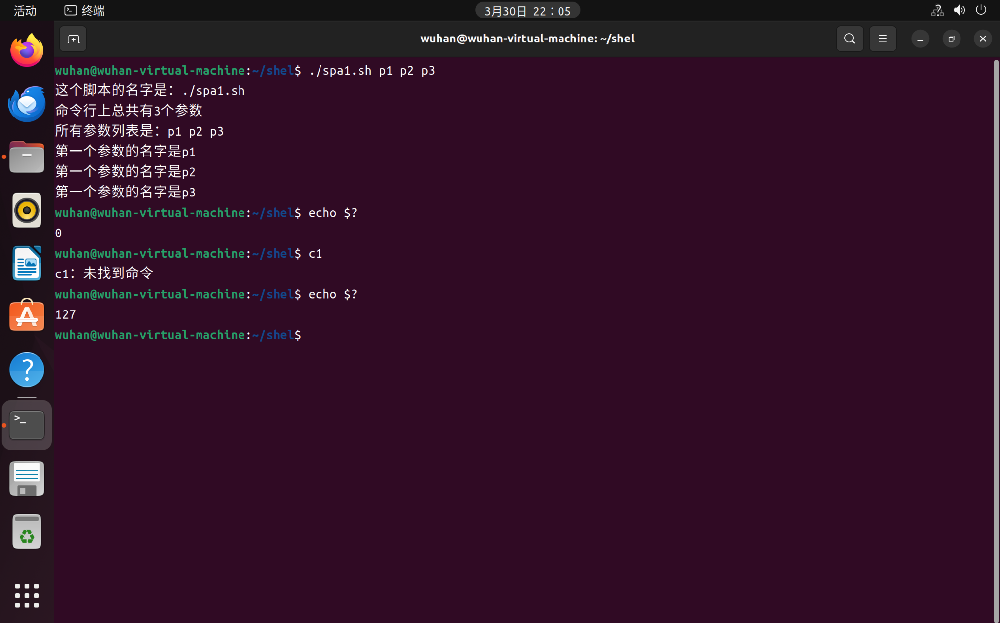 活动 终端 3月30日 22：05
wuhan@wuhan-virtual-machine: ~/shel
wuhan@wuhan-virtual-machine:~/shel$ ./spa1.sh p1 p2 p3
这个脚本的名字是：./spa1.sh
命令行上总共有3个参数
所有参数列表是：p1 p2 p3
第一个参数的名字是p1
第一个参数的名字是p2
第一个参数的名字是p3
wuhan@wuhan-virtual-machine:~/shel$ echo $?
0
wuhan@wuhan-virtual-machine:~/shel$ c1
c1：未找到命令
wuhan@wuhan-virtual-machine:~/shel$ echo $?
127
wuhan@wuhan-virtual-machine:~/shel$